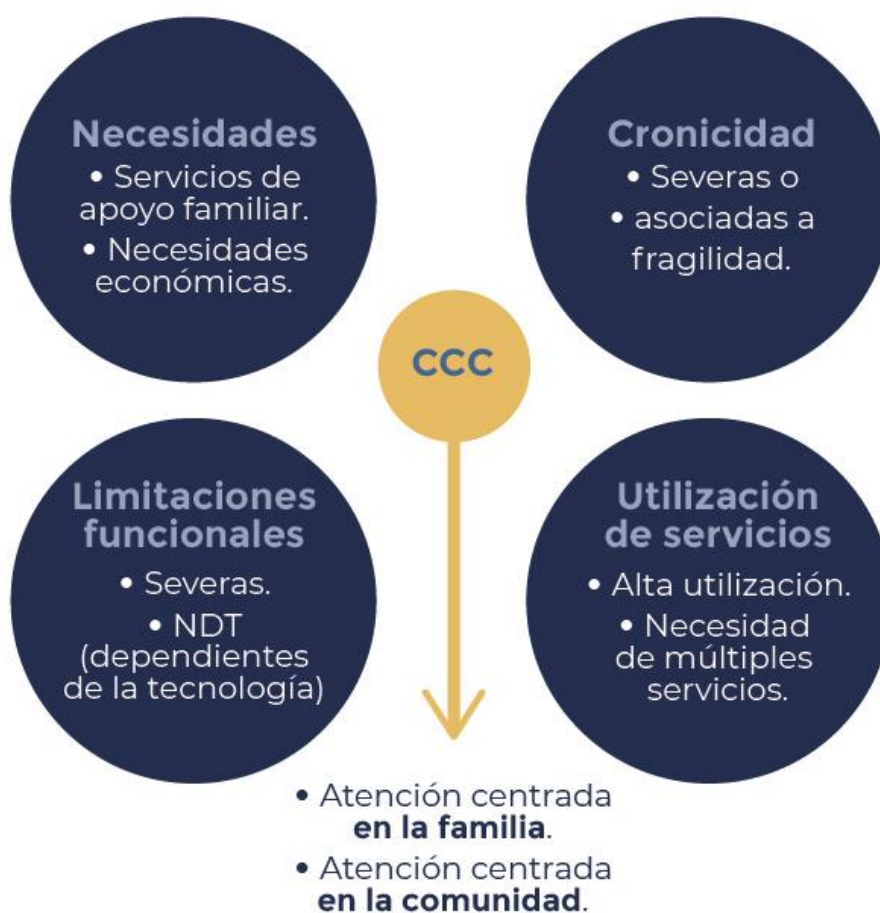 Necesidades
• Servicios de
apoyo familiar.
• Necesidades
económicas.
Cronicidad
• Severas o
• asociadas a
fragilidad.
CCC
Limitaciones
funcionales
• Severas.
• NDT
(dependientes
de la tecnología)
Utilización
de servicios
• Alta utilización.
• Necesidad
de múltiples
servicios.
• Atención centrada
en la familia.
• Atención centrada
en la comunidad.